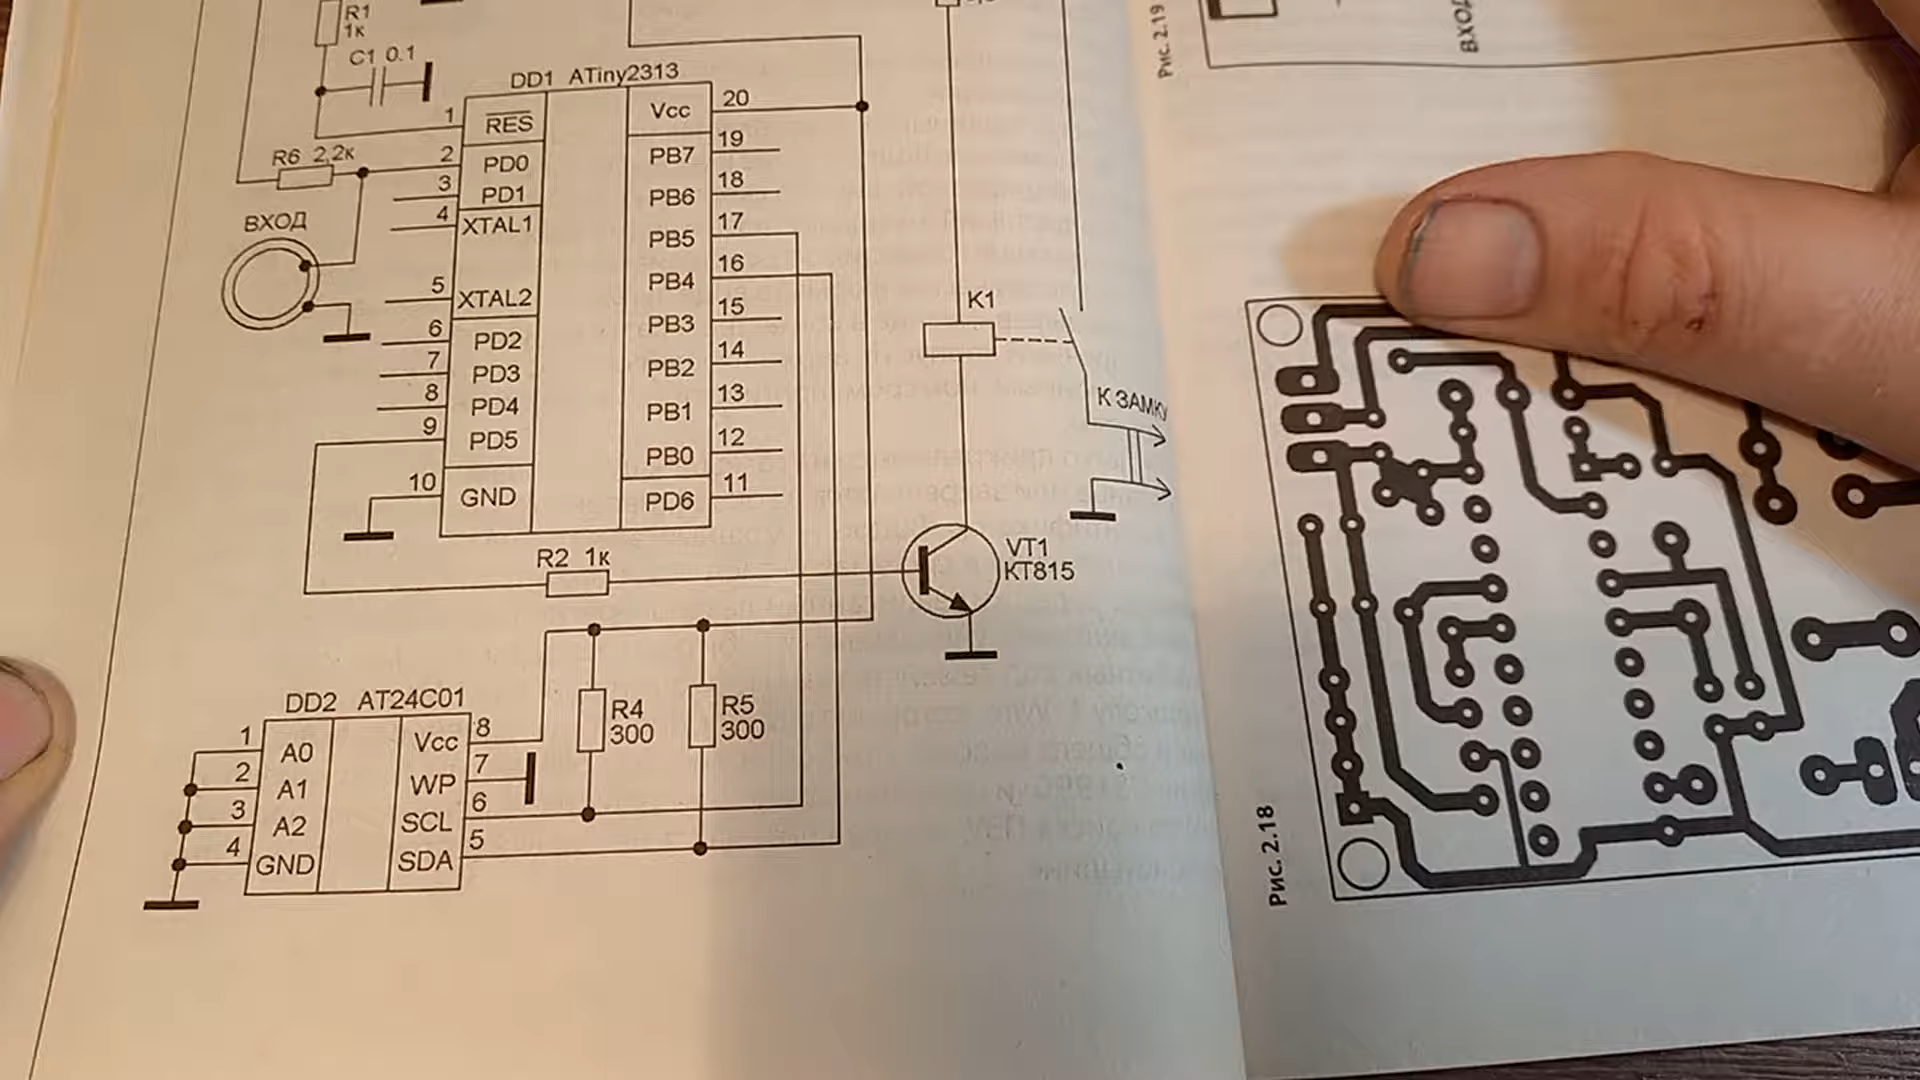 R1
1к
C1 0.1
DD1 ATiny2313
1
RES
Vcc
20
R6 2,2к
2
PD0
PB7
19
3
PD1
PB6
18
4
XTAL1
PB5
17
ВХОД
PB4
16
5
XTAL2
PB3
15
6
PD2
PB2
14
7
PD3
PB1
13
8
PD4
PB0
12
9
PD5
PD6
11
10
GND
K1
К ЗАМКУ
R2 1к
VT1
КТ815
DD2 AT24C01
R4
300
R5
300
1
A0
Vcc
8
2
A1
WP
7
3
A2
SCL
6
4
GND
SDA
5
Рис. 2.19
ВХОД
Рис. 2.18